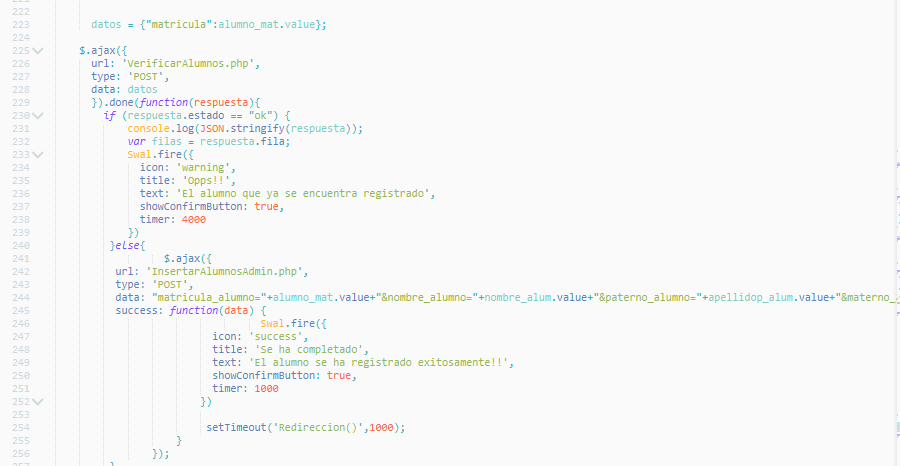 222
223 datos = {"matricula":alumno_mat.value};
224
225 $.ajax({
226 url: 'VerificarAlumnos.php',
227 type: 'POST',
228 data: datos
229 }).done(function(respuesta){
230 if (respuesta.estado == "ok") {
231 console.log(JSON.stringify(respuesta));
232 var filas = respuesta.fila;
233 Swal.fire({
234 icon: 'warning',
235 title: 'Opps!!',
236 text: 'El alumno que ya se encuentra registrado',
237 showConfirmButton: true,
238 timer: 4000
239 })
240 }else{
241 $.ajax({
242 url: 'InsertarAlumnosAdmin.php',
243 type: 'POST',
244 data: "matricula_alumno="+alumno_mat.value+"&nombre_alumno="+nombre_alum.value+"&paterno_alumno="+apellidop_alum.value+"&materno_
245 success: function(data) {
246 Swal.fire({
247 icon: 'success',
248 title: 'Se ha completado',
249 text: 'El alumno se ha registrado exitosamente!!',
250 showConfirmButton: true,
251 timer: 1000
252 })
253
254 setTimeout('Redireccion()',1000);
255 }
256 });